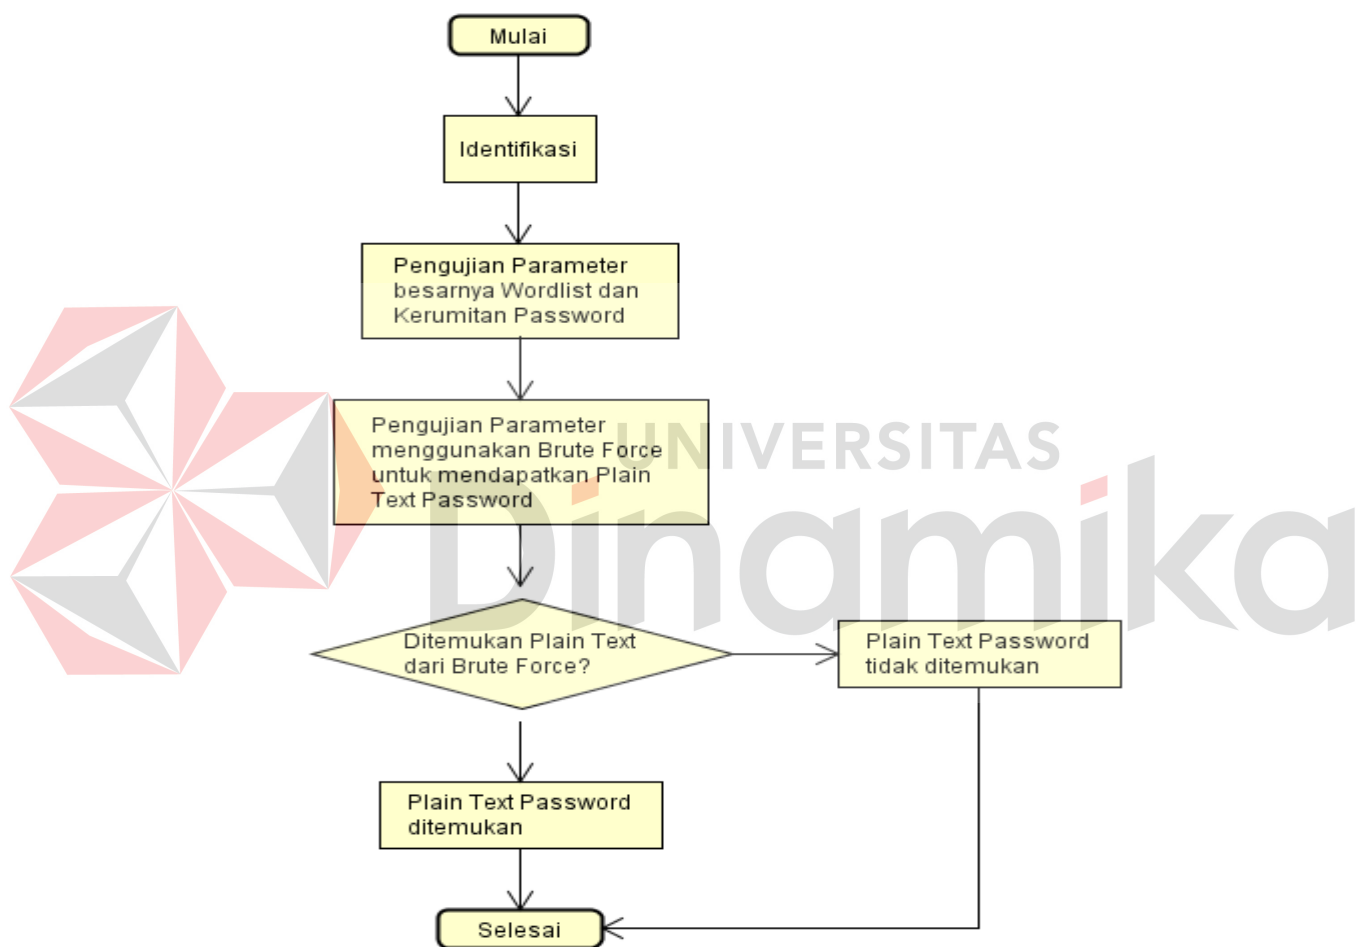 Mulai
Identifikasi
Pengujian Parameter
besarnya Wordlist dan
Kerumitan Password
Pengujian Parameter
menggunakan Brute Force
untuk mendapatkan Plain
Text Password
UNIVERSITAS
Dinamika
Ditemukan Plain Text
dari Brute Force?
Plain Text Password
tidak ditemukan
Plain Text Password
ditemukan
Selesai